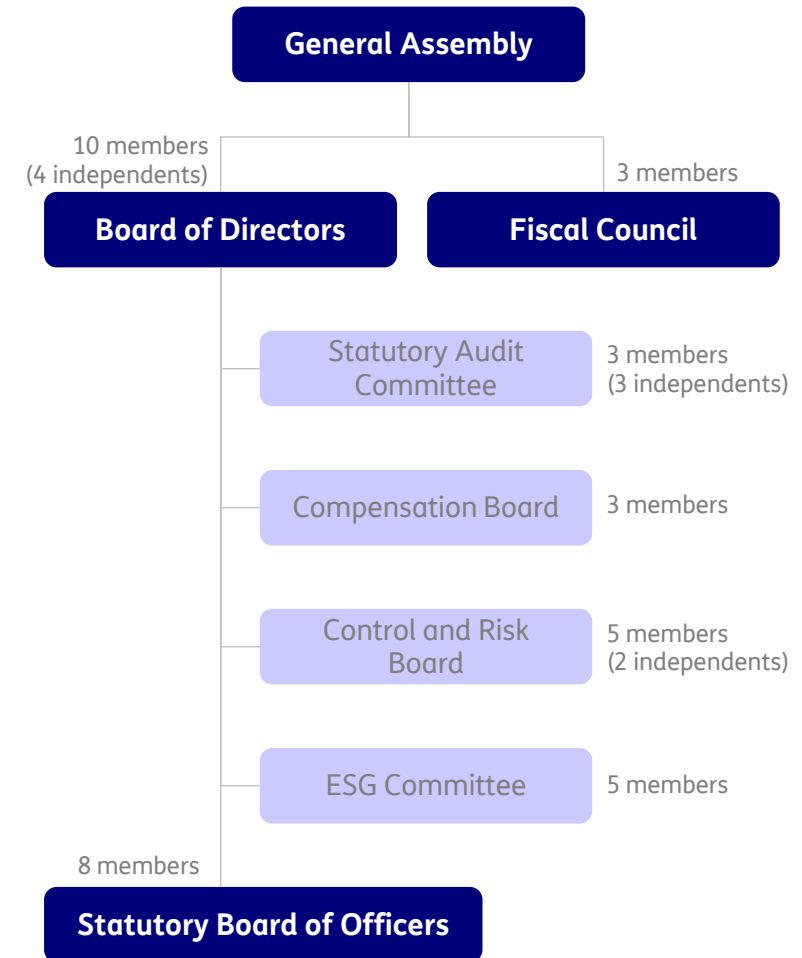 General Assembly
10 members
(4 independents)
3 members
Board of Directors
Fiscal Council
Statutory Audit
Committee
3 members
(3 independents)
Compensation Board
3 members
Control and Risk
Board
5 members
(2 independents)
ESG Committee
5 members
8 members
Statutory Board of Officers